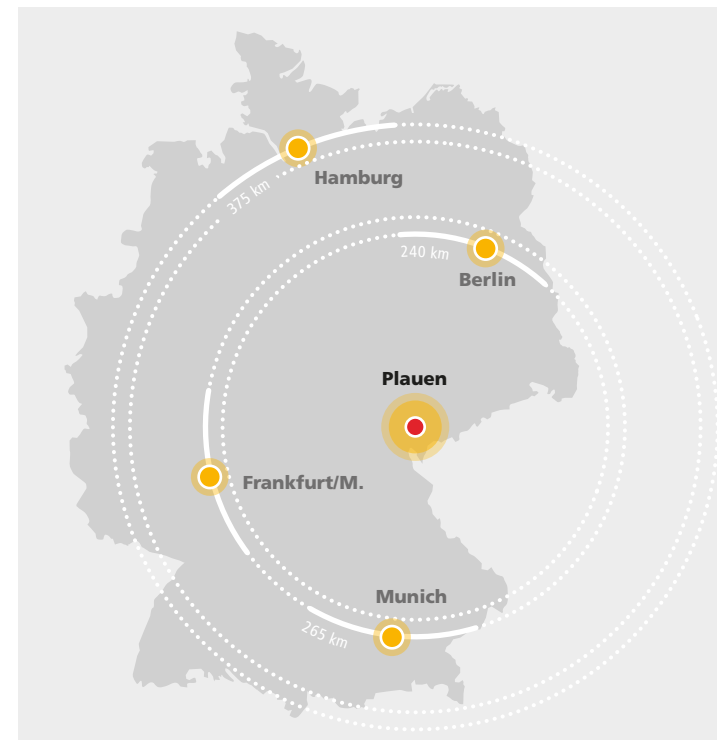 375 km
Hamburg
240 km
Berlin
Plauen
Frankfurt/M.
Munich
265 km